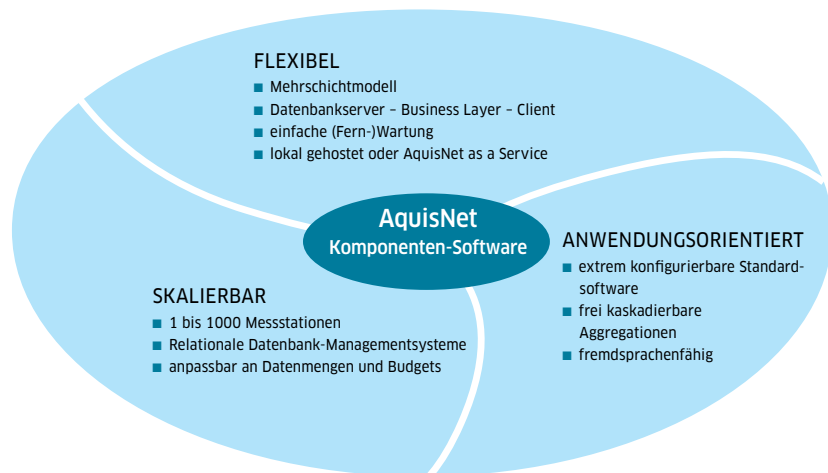 FLEXIBEL
■ Mehrschichtmodell
■ Datenbankserver – Business Layer – Client
■ einfache (Fern-)Wartung
■ lokal gehostet oder AquisNet as a Service
AquisNet
Komponenten-Software
ANWENDUNGSORIENTIERT
■ extrem konfigurierbare Standard-
software
■ frei kaskadierbare
Aggregationen
■ fremdsprachenfähig
SKALIERBAR
■ 1 bis 1000 Messstationen
■ Relationale Datenbank-Managementsysteme
■ anpassbar an Datenmengen und Budgets